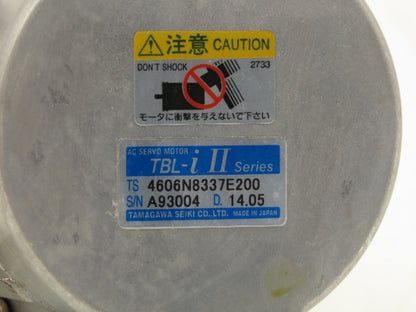 注意 CAUTION
DON'T SHOCK 2733
モータに衝撃を与えないで下さい
AC SERVO MOTOR
TBL-i II Series
TS 4606N8337E200
S/N A93004 D. 14.05
TAMAGAWA SEIKI CO., LTD. MADE IN JAPAN